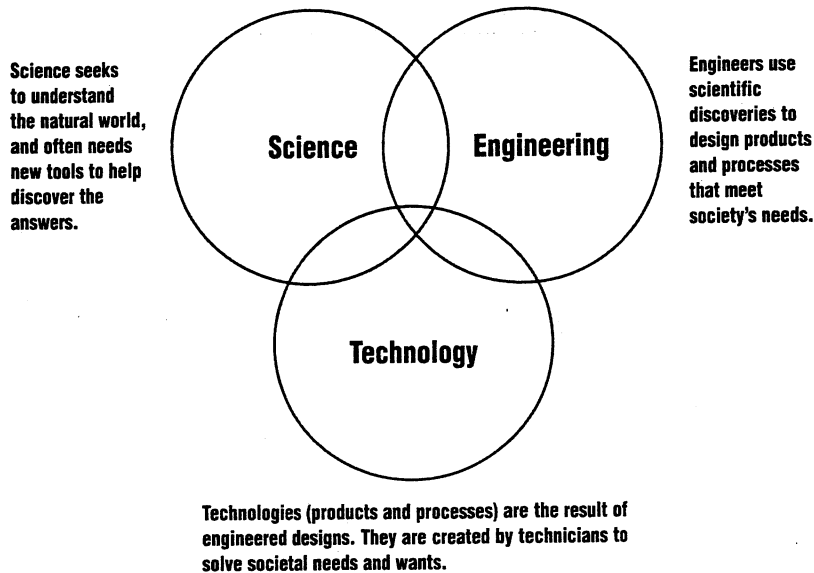 Science seeks
to understand
the natural world,
and often needs
new tools to help
discover the
answers.
Science
Engineering
Engineers use
scientific
discoveries to
design products
and processes
that meet
society's needs.
Technology
Technologies (products and processes) are the result of
engineered designs. They are created by technicians to
solve societal needs and wants.